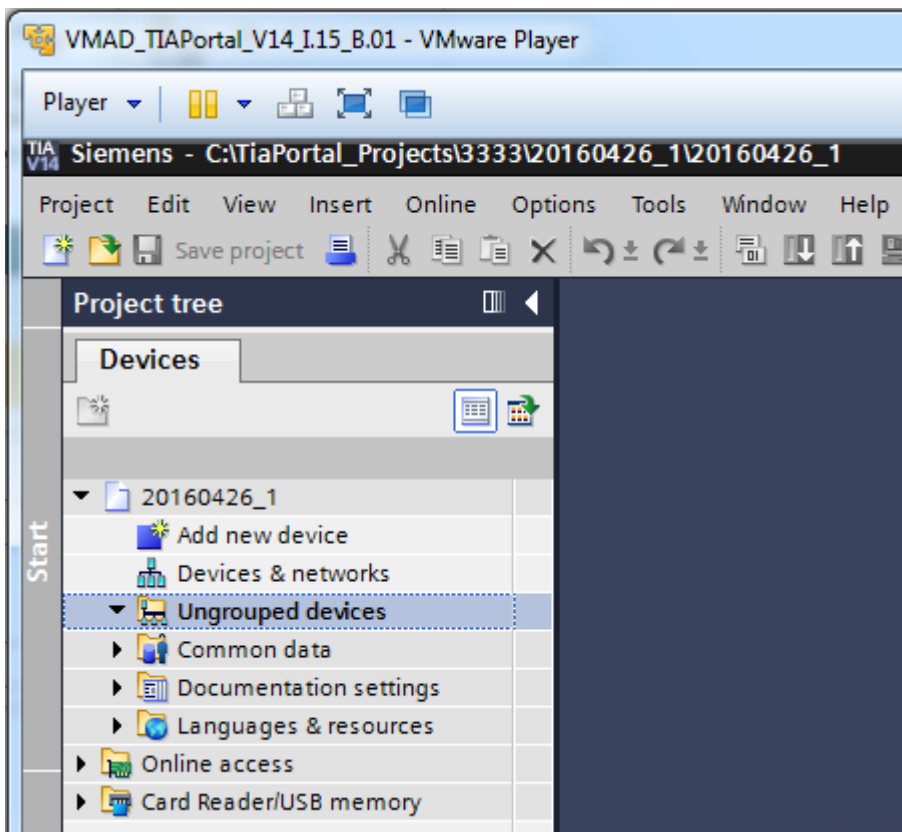 VMAD_TIAPortal_V14_I.15_B.01 - VMware Player
Player
TIA V14 Siemens - C:\TiaPortal_Projects\3333\20160426_1\20160426_1
Project Edit View Insert Online Options Tools Window Help
Save project
Project tree
Devices
20160426_1
Add new device
Devices & networks
Ungrouped devices
Common data
Documentation settings
Languages & resources
Online access
Card Reader/USB memory
Start